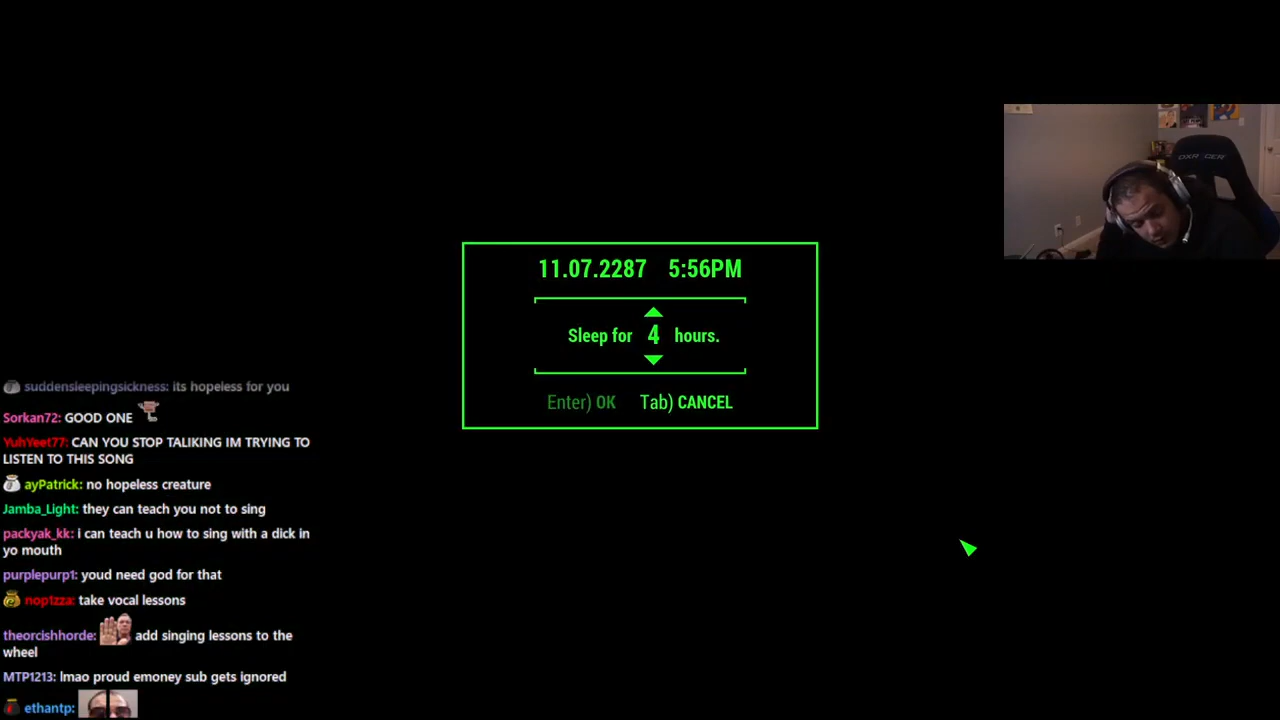 DXRACER
11.07.2287 5:56PM
Sleep for 4 hours.
Enter) OK Tab) CANCEL
suddensleepingsickness: its hopeless for you
Sorkan72: GOOD ONE
YuhYeet77: CAN YOU STOP TALIKING IM TRYING TO
LISTEN TO THIS SONG
ayPatrick: no hopeless creature
Jamba_Light: they can teach you not to sing
packyak_kk: i can teach u how to sing with a dick in
yo mouth
purplepurp1: youd need god for that
nop1zza: take vocal lessons
theorcishhorde: add singing lessons to the
wheel
MTP1213: lmao proud emoney sub gets ignored
ethantp: